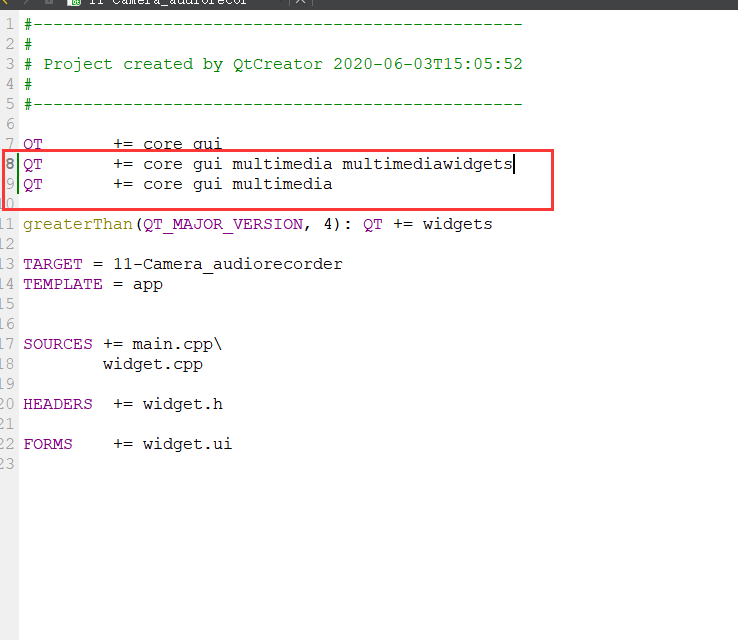 11-Camera_audiorecor
1 #-------------------------------------------------
2 #
3 # Project created by QtCreator 2020-06-03T15:05:52
4 #
5 #-------------------------------------------------
6
7 QT       += core gui
8 QT       += core gui multimedia multimediawidgets
9 QT       += core gui multimedia
10
11 greaterThan(QT_MAJOR_VERSION, 4): QT += widgets
12
13 TARGET = 11-Camera_audiorecorder
14 TEMPLATE = app
15
16
17 SOURCES += main.cpp\
18         widget.cpp
19
20 HEADERS  += widget.h
21
22 FORMS    += widget.ui
23